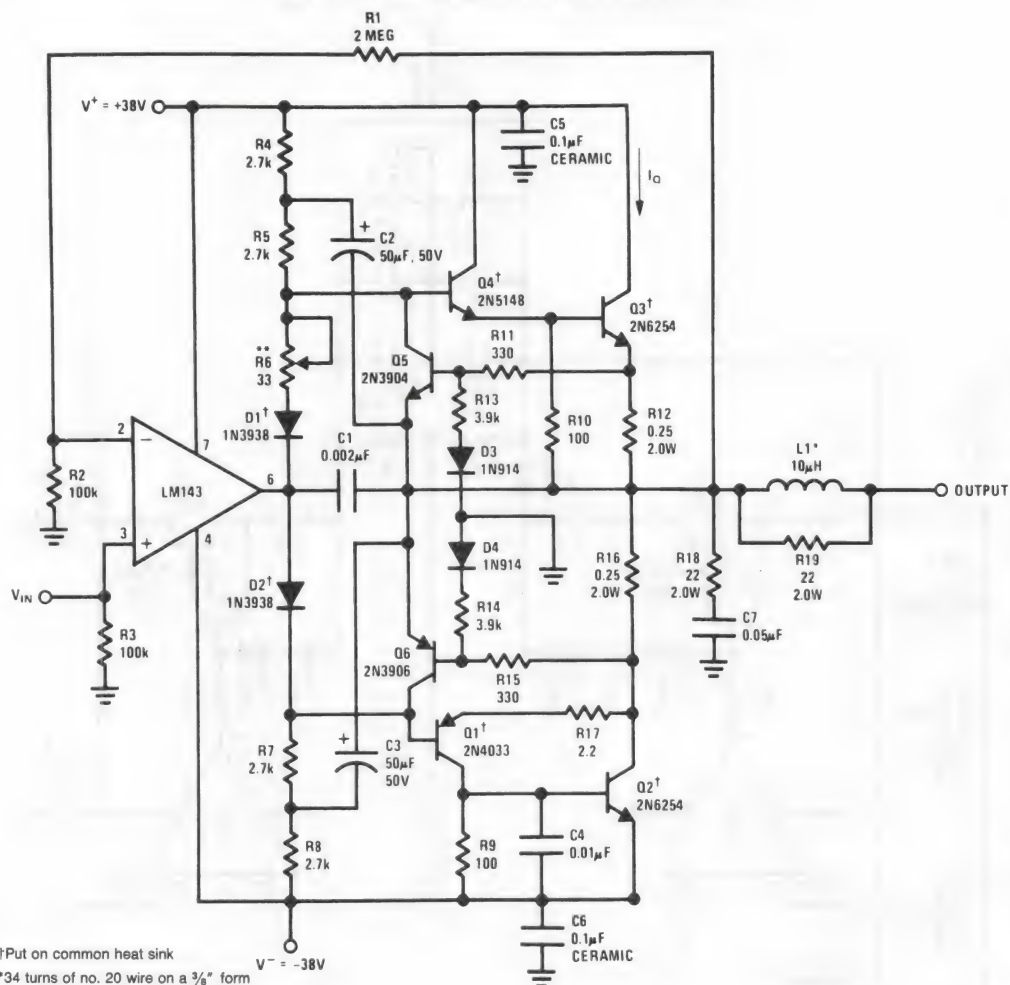 R1
2 MEG
V⁺ = +38V
R4
2.7k
C5
0.1µF
CERAMIC
I_Q
R5
2.7k
+
C2
50µF, 50V
Q4†
2N5148
Q3†
2N6254
**
R6
33
Q5
2N3904
R11
330
R13
3.9k
R10
100
R12
0.25
2.0W
D1†
1N3938
C1
0.002µF
D3
1N914
L1*
10µH
2
−
7
6
LM143
R2
100k
3
+
4
OUTPUT
D4
1N914
R16
0.25
2.0W
R18
22
2.0W
R19
22
2.0W
D2†
1N3938
V_IN
R3
100k
R14
3.9k
C7
0.05µF
Q6
2N3906
R15
330
Q1†
2N4033
R17
2.2
R7
2.7k
+
C3
50µF
50V
Q2†
2N6254
R8
2.7k
R9
100
C4
0.01µF
C6
0.1µF
CERAMIC
V⁻ = −38V
†Put on common heat sink
*34 turns of no. 20 wire on a ⅜" form